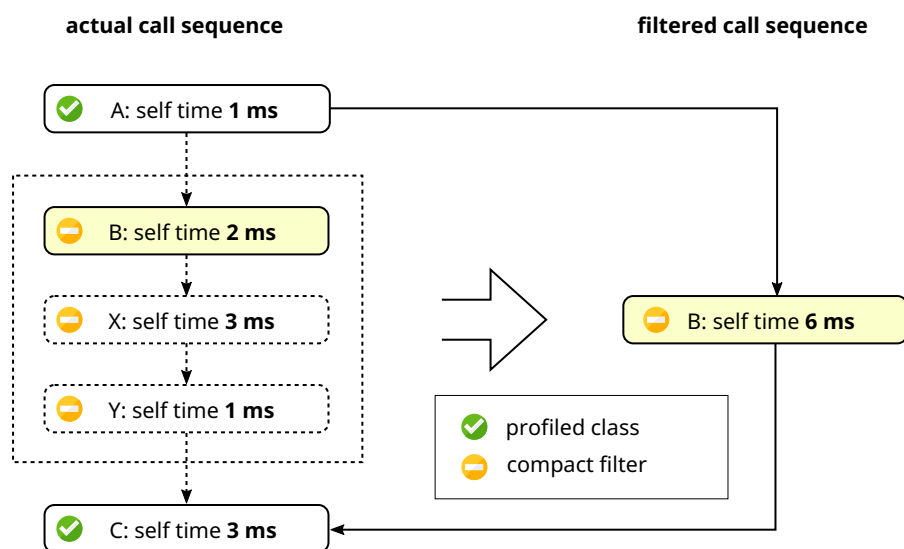 actual call sequence
filtered call sequence
A: self time 1 ms
B: self time 2 ms
X: self time 3 ms
B: self time 6 ms
Y: self time 1 ms
profiled class
compact filter
C: self time 3 ms